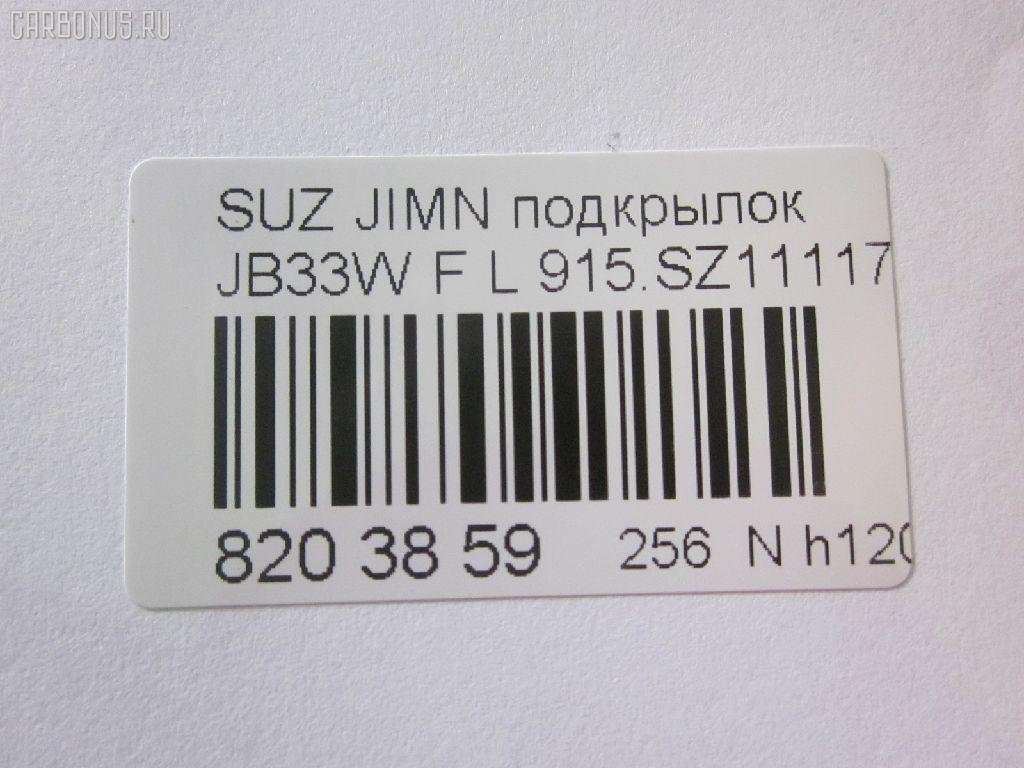 CARBONUS.RU
SUZ JIMN подкрылок
JB33W F L 915.SZ11117
820 38 59 256 N h120